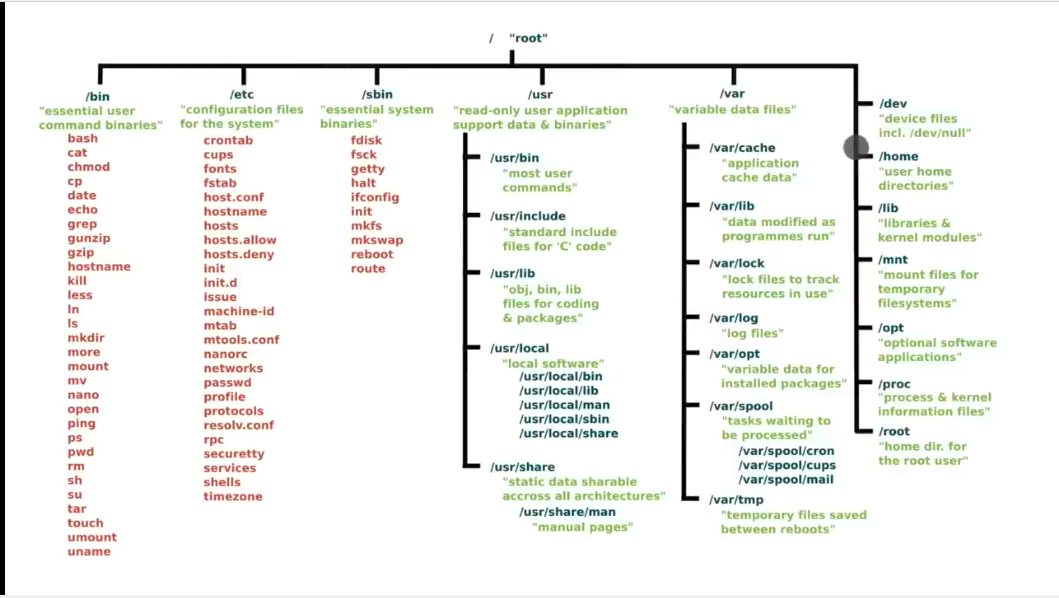 / "root"
/bin
"essential user
command binaries"
bash
cat
chmod
cp
date
echo
grep
gunzip
gzip
hostname
kill
less
ln
ls
mkdir
more
mount
mv
nano
open
ping
ps
pwd
rm
sh
su
tar
touch
umount
uname
/etc
"configuration files
for the system"
crontab
cups
fonts
fstab
host.conf
hostname
hosts
hosts.allow
hosts.deny
init
init.d
issue
machine-id
mtab
mtools.conf
nanorc
networks
passwd
profile
protocols
resolv.conf
rpc
securetty
services
shells
timezone
/sbin
"essential system
binaries"
fdisk
fsck
getty
halt
ifconfig
init
mkfs
mkswap
reboot
route
/usr
"read-only user application
support data & binaries"
/usr/bin
"most user
commands"
/usr/include
"standard include
files for 'C' code"
/usr/lib
"obj, bin, lib
files for coding
& packages"
/usr/local
"local software"
/usr/local/bin
/usr/local/lib
/usr/local/man
/usr/local/sbin
/usr/local/share
/usr/share
"static data sharable
accross all architectures"
/usr/share/man
"manual pages"
/var
"variable data files"
/var/cache
"application
cache data"
/var/lib
"data modified as
programmes run"
/var/lock
"lock files to track
resources in use"
/var/log
"log files"
/var/opt
"variable data for
installed packages"
/var/spool
"tasks waiting to
be processed"
/var/spool/cron
/var/spool/cups
/var/spool/mail
/var/tmp
"temporary files saved
between reboots"
/dev
"device files
incl. /dev/null"
/home
"user home
directories"
/lib
"libraries &
kernel modules"
/mnt
"mount files for
temporary
filesystems"
/opt
"optional software
applications"
/proc
"process & kernel
information files"
/root
"home dir. for
the root user"